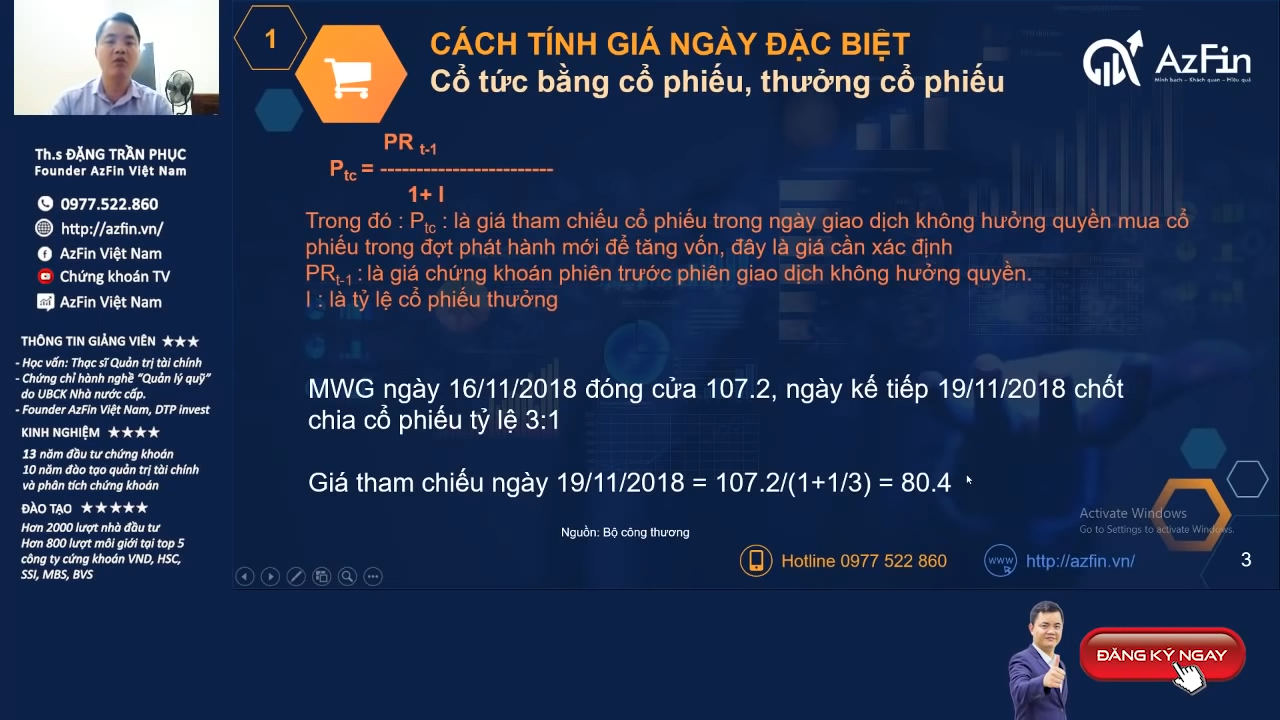 1
CÁCH TÍNH GIÁ NGÀY ĐẶC BIỆT
Cổ tức bằng cổ phiếu, thưởng cổ phiếu
AzFin
Minh bạch – Khách quan – Hiệu quả
Th.s ĐẶNG TRẦN PHỤC
Founder AzFin Việt Nam
0977.522.860
http://azfin.vn/
AzFin Việt Nam
Chứng khoán TV
AzFin Việt Nam
THÔNG TIN GIẢNG VIÊN ★★★
- Học vấn: Thạc sĩ Quản trị tài chính
- Chứng chỉ hành nghề “Quản lý quỹ”
do UBCK Nhà nước cấp.
- Founder AzFin Việt Nam, DTP invest
KINH NGHIỆM ★★★★
13 năm đầu tư chứng khoán
10 năm đào tạo quản trị tài chính
và phân tích chứng khoán
ĐÀO TẠO ★★★★★
Hơn 2000 lượt nhà đầu tư
Hơn 800 lượt môi giới tại top 5
công ty cứng khoán VND, HSC,
SSI, MBS, BVS
PR t-1
Ptc = -------------------------
1+ I
Trong đó : Ptc : là giá tham chiếu cổ phiếu trong ngày giao dịch không hưởng quyền mua cổ
phiếu trong đợt phát hành mới để tăng vốn, đây là giá cần xác định
PRt-1 : là giá chứng khoán phiên trước phiên giao dịch không hưởng quyền.
I : là tỷ lệ cổ phiếu thưởng
MWG ngày 16/11/2018 đóng cửa 107.2, ngày kế tiếp 19/11/2018 chốt
chia cổ phiếu tỷ lệ 3:1
Giá tham chiếu ngày 19/11/2018 = 107.2/(1+1/3) = 80.4
Nguồn: Bộ công thương
Activate Windows
Go to Settings to activate Windows.
Hotline 0977 522 860
www
http://azfin.vn/
3
ĐĂNG KÝ NGAY